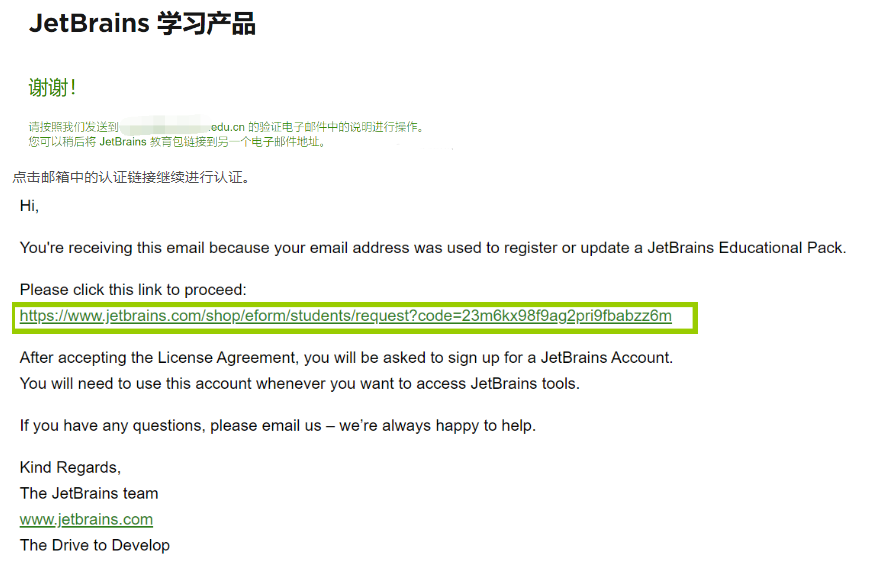 JetBrains 学习产品
谢谢!
请按照我们发送到 .edu.cn 的验证电子邮件中的说明进行操作。
您可以稍后将 JetBrains 教育包链接到另一个电子邮件地址。
点击邮箱中的认证链接继续进行认证。
Hi,
You're receiving this email because your email address was used to register or update a JetBrains Educational Pack.
Please click this link to proceed:
https://www.jetbrains.com/shop/eform/students/request?code=23m6kx98f9ag2pri9fbabzz6m
After accepting the License Agreement, you will be asked to sign up for a JetBrains Account.
You will need to use this account whenever you want to access JetBrains tools.
If you have any questions, please email us – we’re always happy to help.
Kind Regards,
The JetBrains team
www.jetbrains.com
The Drive to Develop